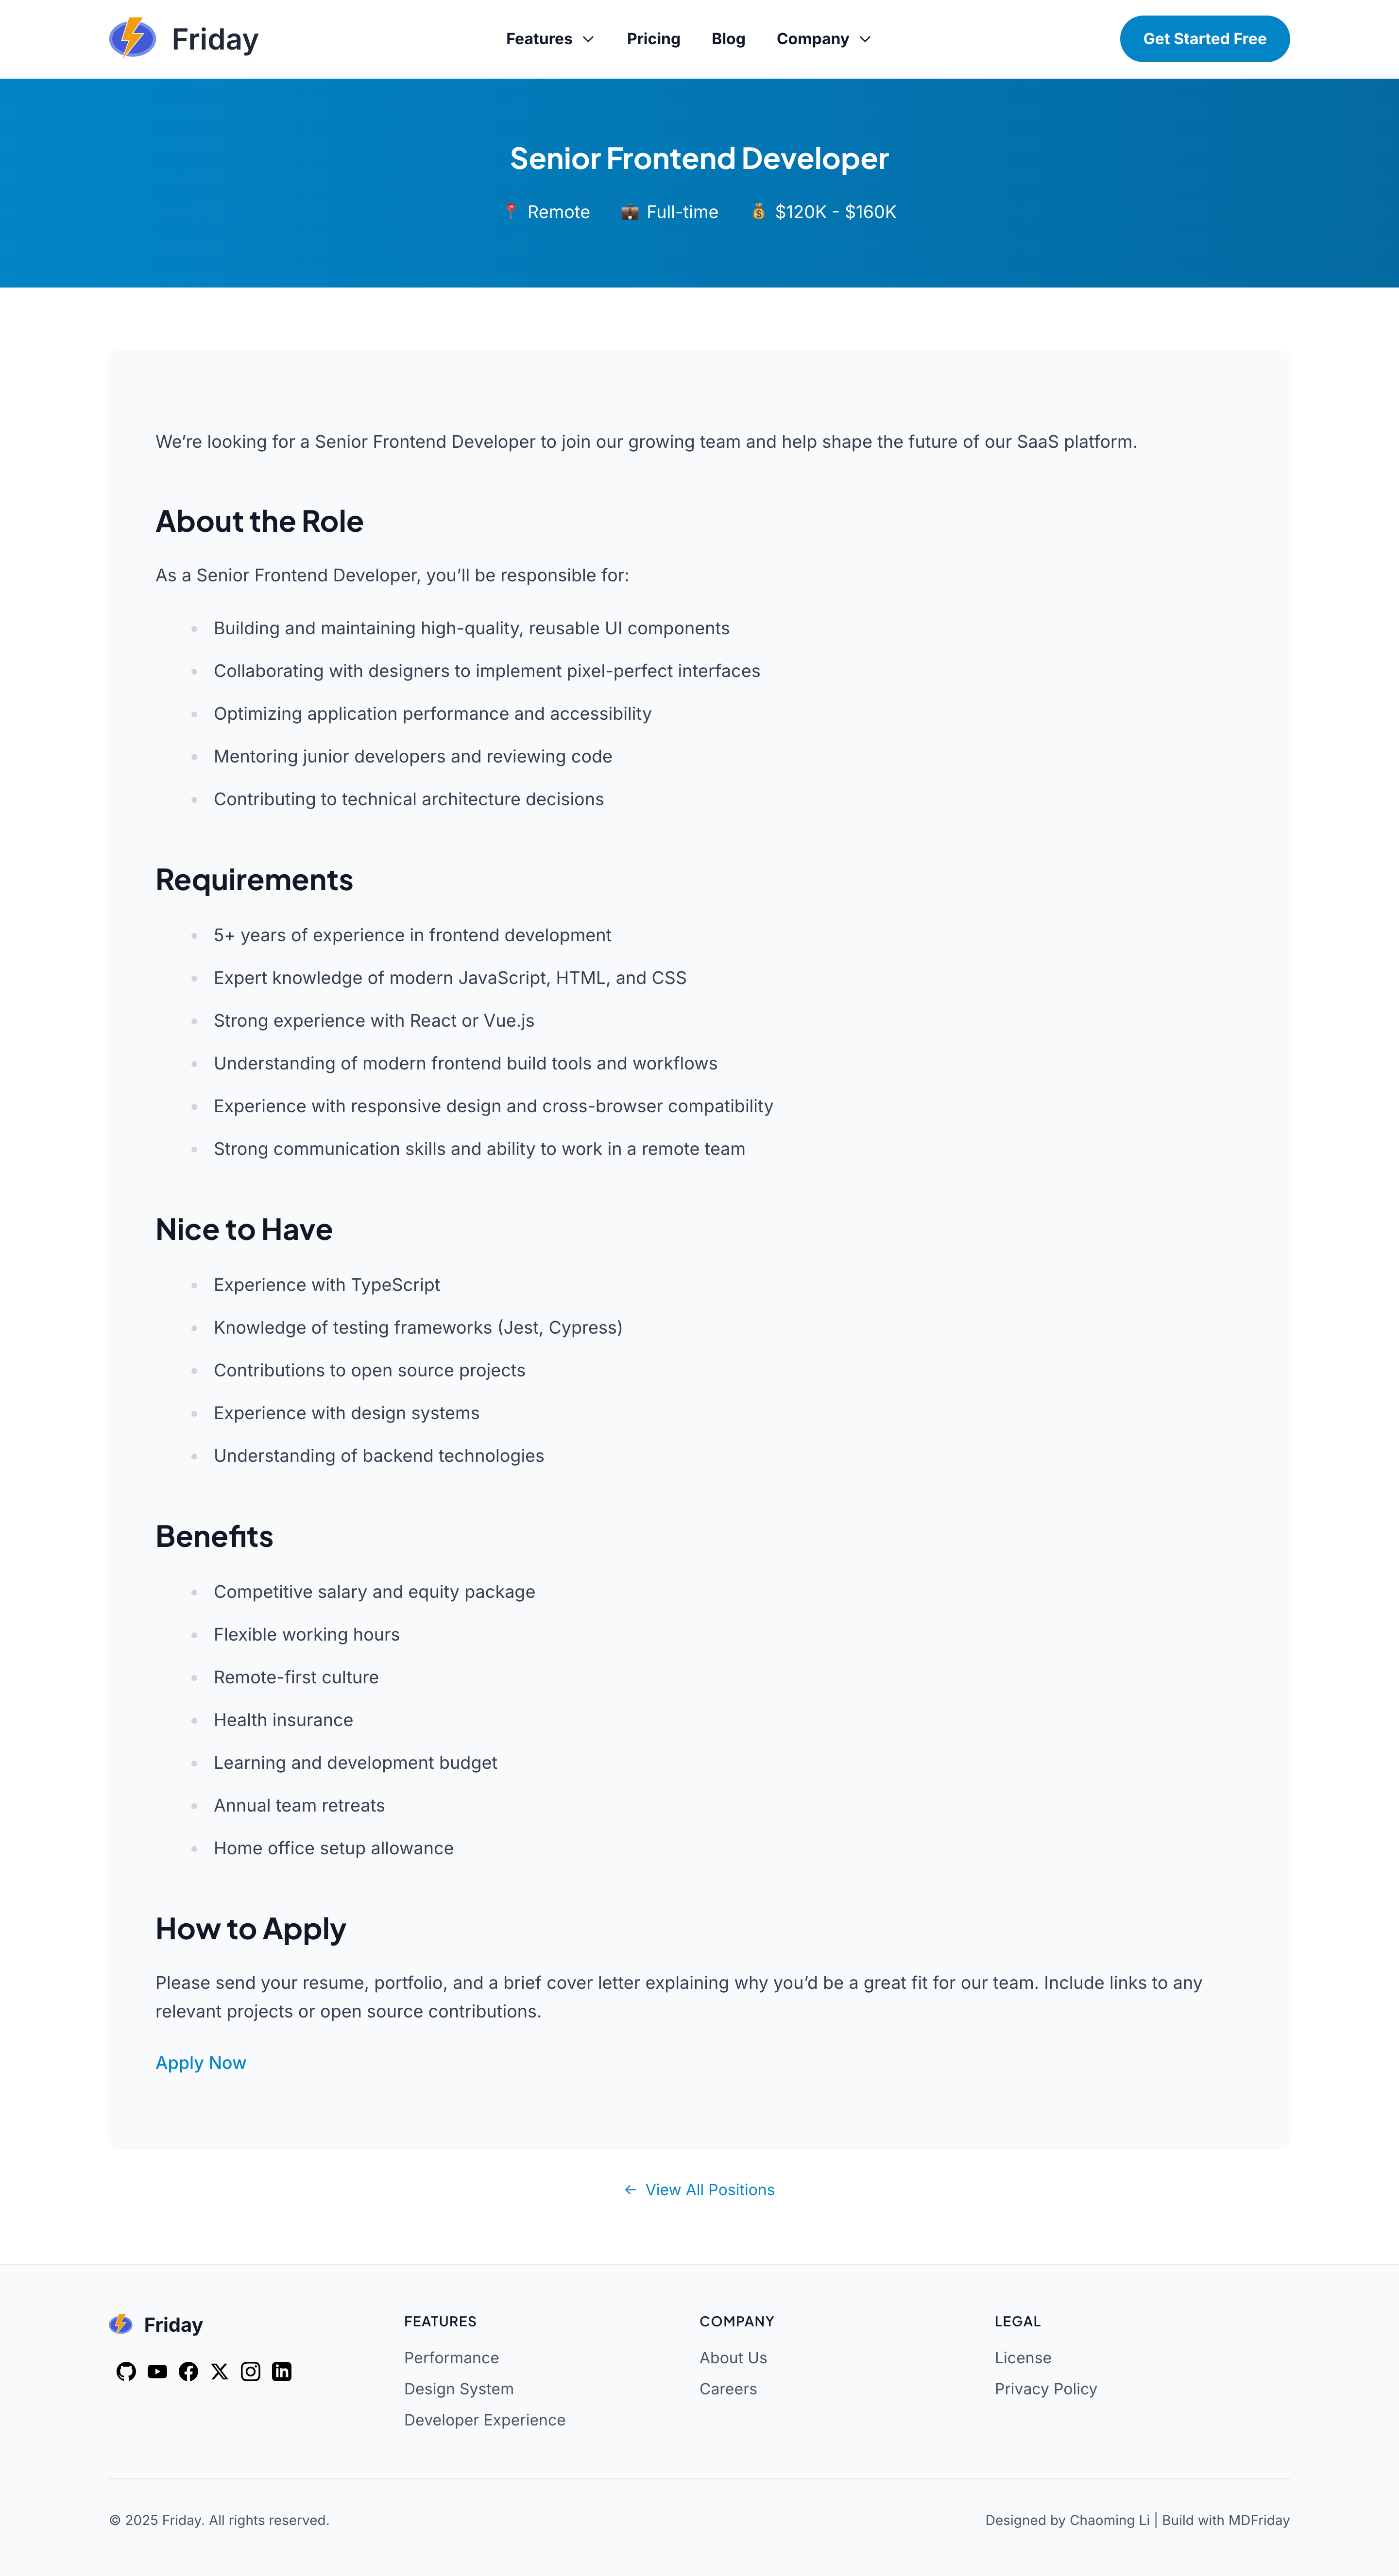 Friday
Features
Pricing
Blog
Company
Get Started Free
Senior Frontend Developer
Remote
Full-time
$120K - $160K
We’re looking for a Senior Frontend Developer to join our growing team and help shape the future of our SaaS platform.
About the Role
As a Senior Frontend Developer, you’ll be responsible for:
Building and maintaining high-quality, reusable UI components
Collaborating with designers to implement pixel-perfect interfaces
Optimizing application performance and accessibility
Mentoring junior developers and reviewing code
Contributing to technical architecture decisions
Requirements
5+ years of experience in frontend development
Expert knowledge of modern JavaScript, HTML, and CSS
Strong experience with React or Vue.js
Understanding of modern frontend build tools and workflows
Experience with responsive design and cross-browser compatibility
Strong communication skills and ability to work in a remote team
Nice to Have
Experience with TypeScript
Knowledge of testing frameworks (Jest, Cypress)
Contributions to open source projects
Experience with design systems
Understanding of backend technologies
Benefits
Competitive salary and equity package
Flexible working hours
Remote-first culture
Health insurance
Learning and development budget
Annual team retreats
Home office setup allowance
How to Apply
Please send your resume, portfolio, and a brief cover letter explaining why you’d be a great fit for our team. Include links to any
relevant projects or open source contributions.
Apply Now
← View All Positions
Friday
FEATURES
Performance
Design System
Developer Experience
COMPANY
About Us
Careers
LEGAL
License
Privacy Policy
© 2025 Friday. All rights reserved.
Designed by Chaoming Li | Build with MDFriday